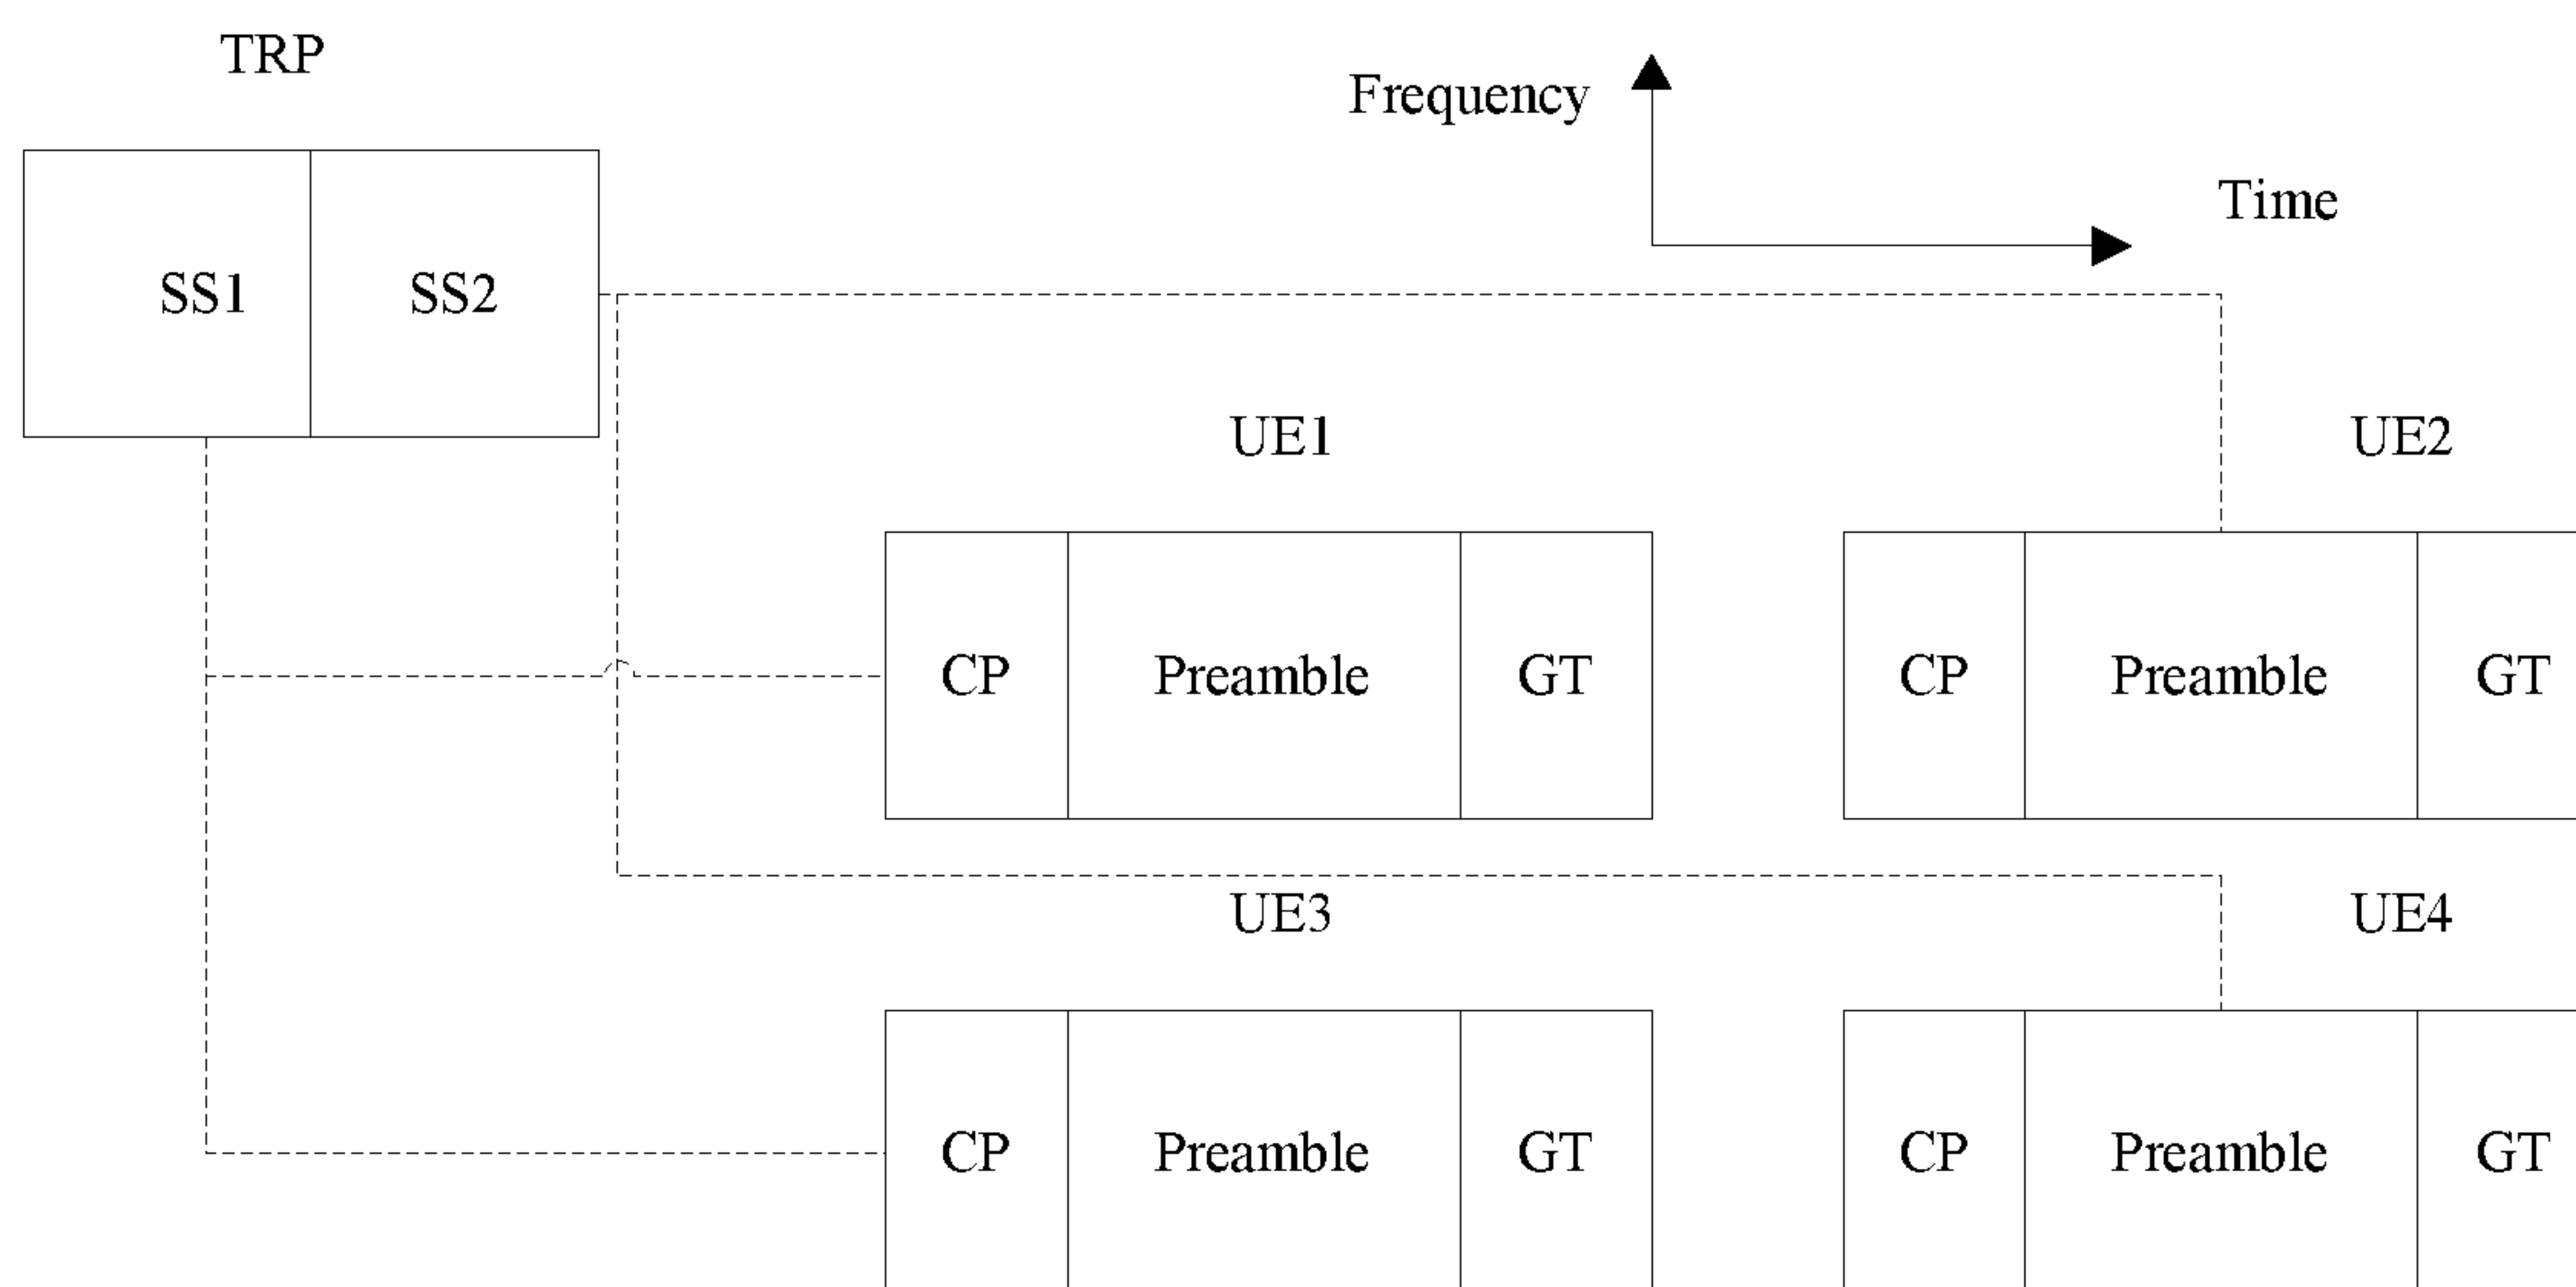 TRP
Frequency
Time
SS1 SS2
UE1 UE2
CP Preamble GT CP Preamble GT
UE3 UE4
CP Preamble GT CP Preamble GT